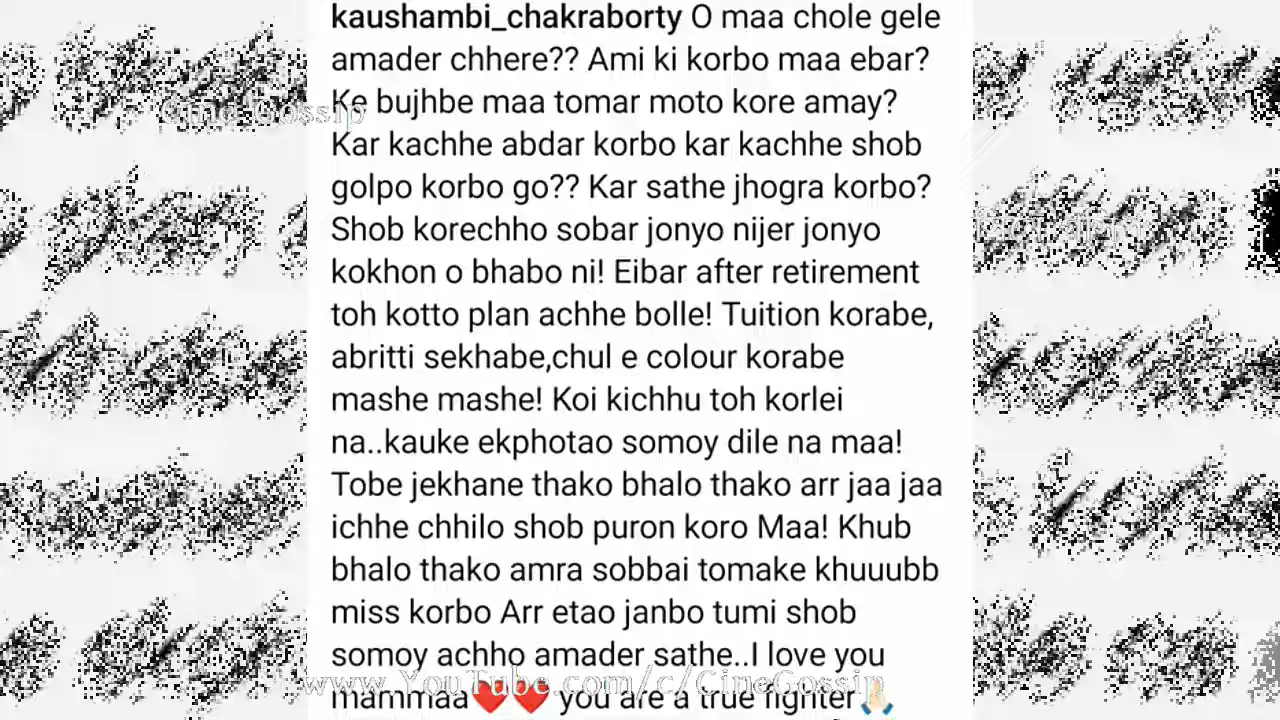 kaushambi_chakraborty O maa chole gele
amader chhere?? Ami ki korbo maa ebar?
Ke bujhbe maa tomar moto kore amay?
Cine Gossip
Kar kachhe abdar korbo kar kachhe shob
golpo korbo go?? Kar sathe jhogra korbo?
Shob korechho sobar jonyo nijer jonyo
kokhon o bhabo ni! Eibar after retirement
toh kotto plan achhe bolle! Tuition korabe,
abritti sekhabe,chul e colour korabe
mashe mashe! Koi kichhu toh korlei
na..kauke ekphotao somoy dile na maa!
Tobe jekhane thako bhalo thako arr jaa jaa
ichhe chhilo shob puron koro Maa! Khub
bhalo thako amra sobbai tomake khuuubb
miss korbo Arr etao janbo tumi shob
somoy achho amader sathe..I love you
www.YouTube.com/c/CineGossip
mammaa❤️❤️ you are a true fighter🙏🏻